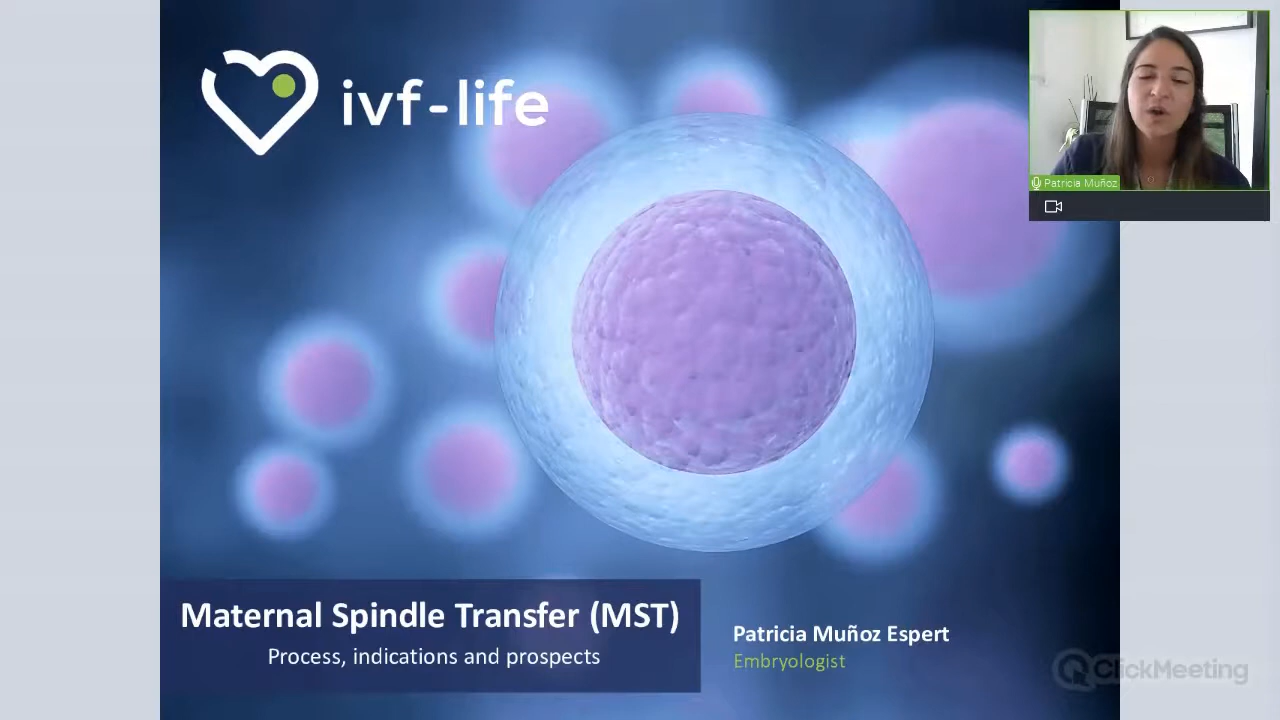 ivf-life
Patricia Muñoz
Maternal Spindle Transfer (MST)
Process, indications and prospects
Patricia Muñoz Espert
Embryologist
ClickMeeting